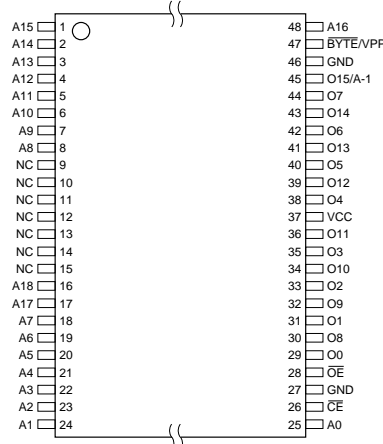 A15 1 48 A16
A14 2 47 BYTE/VPP
A13 3 46 GND
A12 4 45 O15/A-1
A11 5 44 O7
A10 6 43 O14
A9 7 42 O6
A8 8 41 O13
NC 9 40 O5
NC 10 39 O12
NC 11 38 O4
NC 12 37 VCC
NC 13 36 O11
NC 14 35 O3
NC 15 34 O10
A18 16 33 O2
A17 17 32 O9
A7 18 31 O1
A6 19 30 O8
A5 20 29 O0
A4 21 28 OE
A3 22 27 GND
A2 23 26 CE
A1 24 25 A0